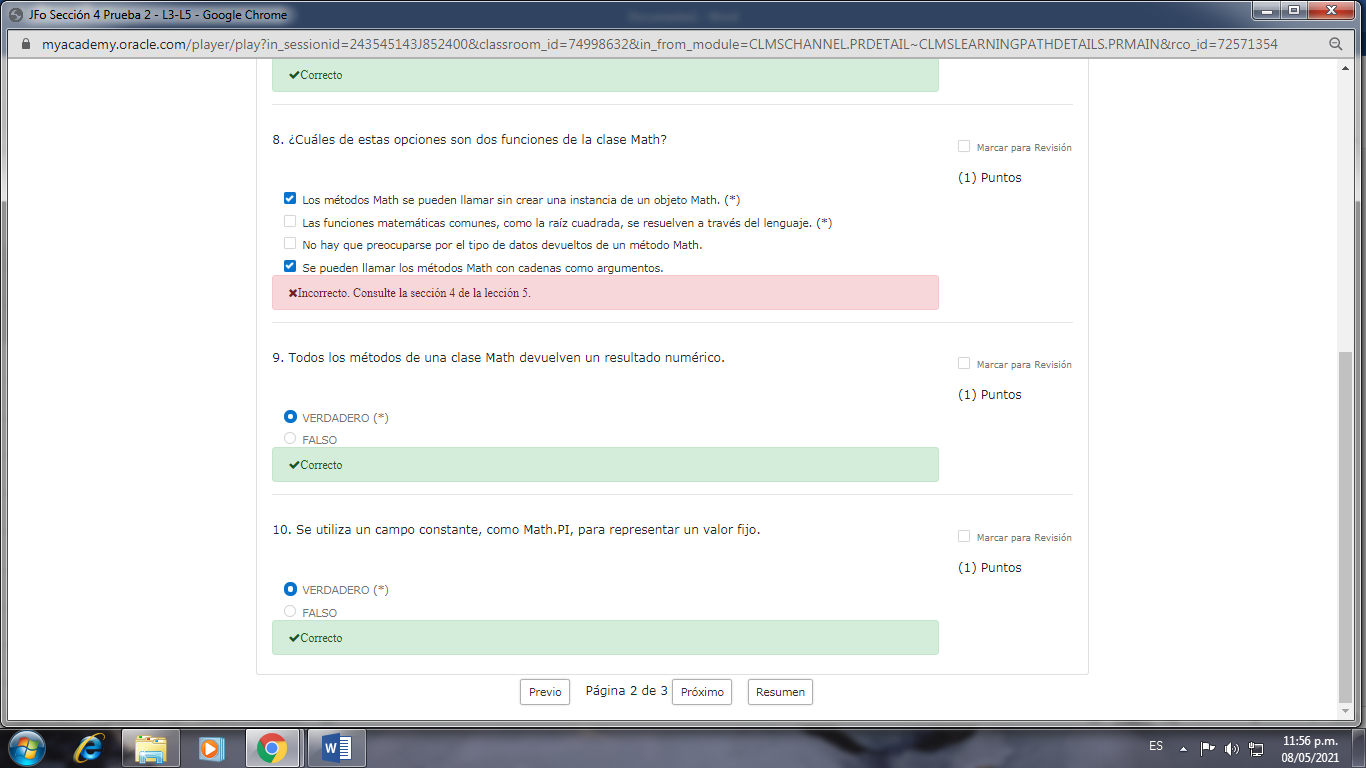 JFo Sección 4 Prueba 2 - L3-L5 - Google Chrome
myacademy.oracle.com/player/play?in_sessionid=243545143J852400&classroom_id=74998632&in_from_module=CLMSCHANNEL.PRDETAIL~CLMSLEARNINGPATHDETAILS.PRMAIN&rco_id=72571354
Correcto
8. ¿Cuáles de estas opciones son dos funciones de la clase Math?
Marcar para Revisión
(1) Puntos
Los métodos Math se pueden llamar sin crear una instancia de un objeto Math. (*)
Las funciones matemáticas comunes, como la raíz cuadrada, se resuelven a través del lenguaje. (*)
No hay que preocuparse por el tipo de datos devueltos de un método Math.
Se pueden llamar los métodos Math con cadenas como argumentos.
Incorrecto. Consulte la sección 4 de la lección 5.
9. Todos los métodos de una clase Math devuelven un resultado numérico.
Marcar para Revisión
(1) Puntos
VERDADERO (*)
FALSO
Correcto
10. Se utiliza un campo constante, como Math.PI, para representar un valor fijo.
Marcar para Revisión
(1) Puntos
VERDADERO (*)
FALSO
Correcto
Previo Página 2 de 3 Próximo Resumen
ES
11:56 p.m.
08/05/2021